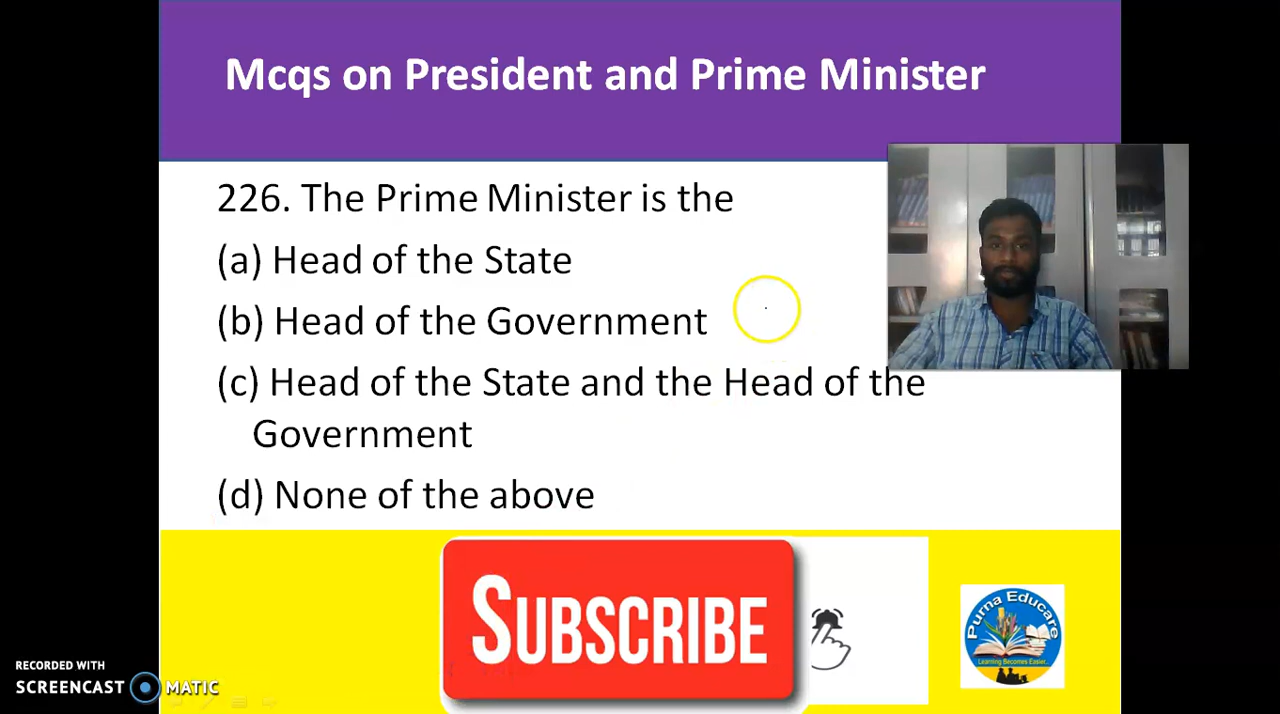 Mcqs on President and Prime Minister
226. The Prime Minister is the
(a) Head of the State
(b) Head of the Government
(c) Head of the State and the Head of the
Government
(d) None of the above
SUBSCRIBE
Purna Educare
Learning Becomes Easier..
RECORDED WITH
SCREENCAST MATIC